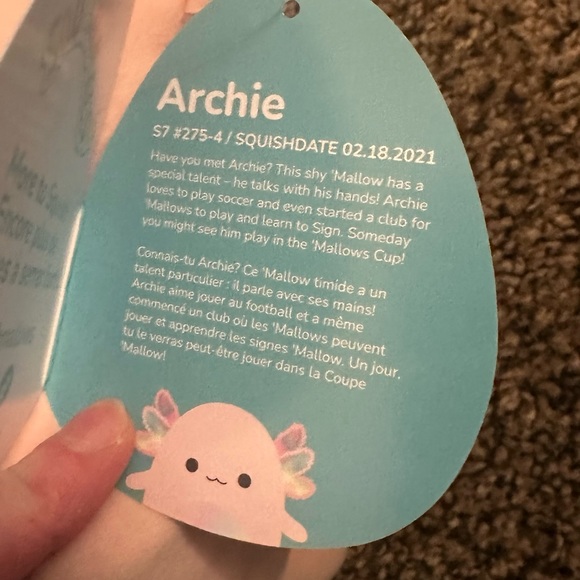 Archie
S7 #275-4 / SQUISHDATE 02.18.2021
Have you met Archie? This shy 'Mallow has a
special talent – he talks with his hands! Archie
loves to play soccer and even started a club for
'Mallows to play and learn to Sign. Someday
you might see him play in the 'Mallows Cup!
Connais-tu Archie? Ce 'Mallow timide a un
talent particulier : il parle avec ses mains!
Archie aime jouer au football et a même
commencé un club où les 'Mallows peuvent
jouer et apprendre les signes 'Mallow. Un jour,
tu le verras peut-être jouer dans la Coupe
'Mallow!